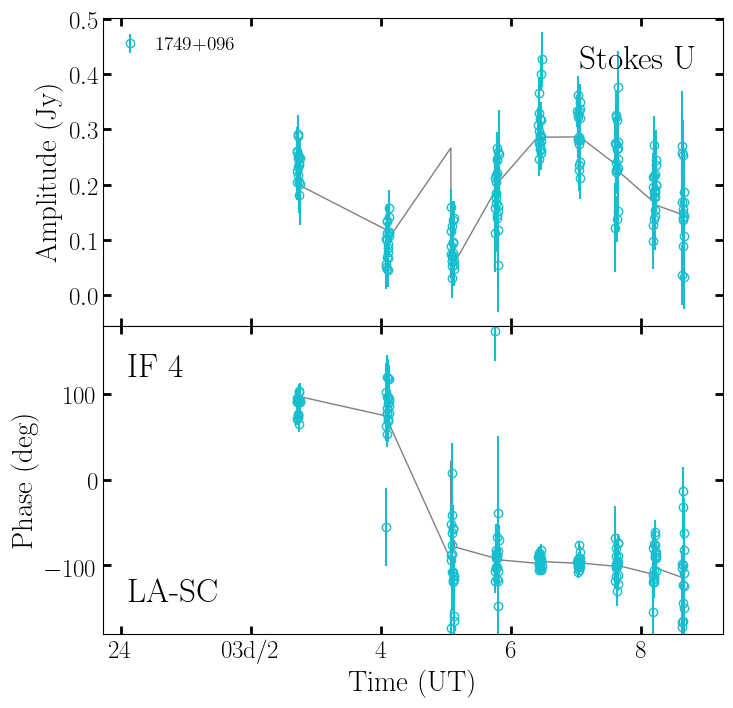 0.5
1749+096
Stokes U
0.4
0.3
0.2
0.1
0.0
Amplitude (Jy)
IF 4
100
0
−100
Phase (deg)
LA-SC
24 03d/2 4 6 8
Time (UT)